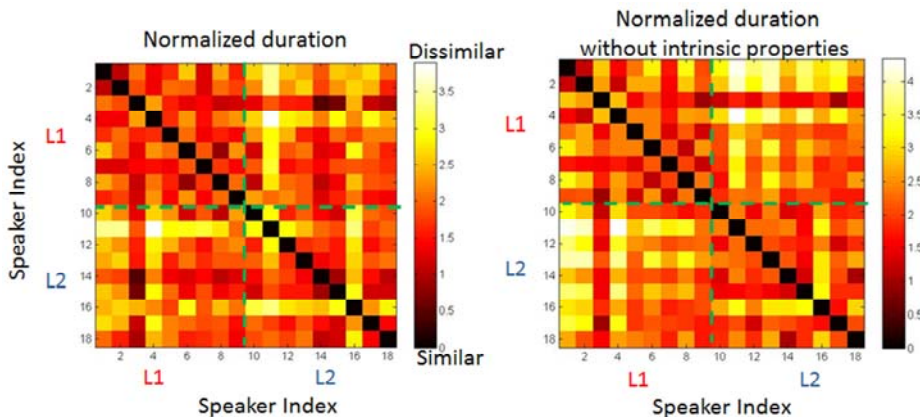 Normalized duration
Dissimilar
Normalized duration
without intrinsic properties
Speaker Index
L1
L2
2
4
6
8
10
12
14
16
18
2 4 6 8 10 12 14 16 18
L1 L2
Speaker Index
3.5
3
2.5
2
1.5
1
0.5
0
Similar
L1
L2
2
4
6
8
10
12
14
16
18
2 4 6 8 10 12 14 16 18
L1 L2
Speaker Index
4
3.5
3
2.5
2
1.5
1
0.5
0